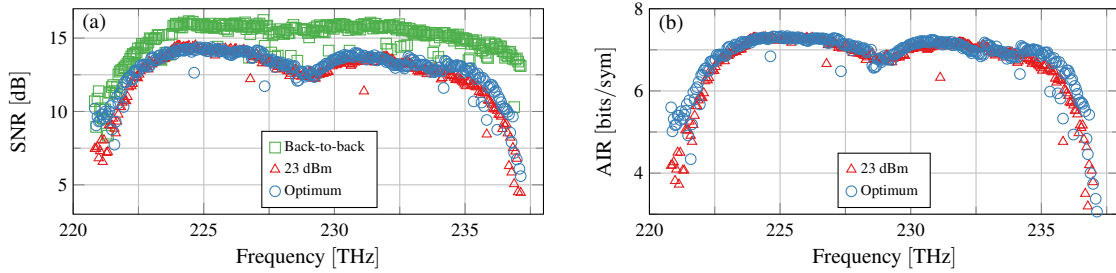 (a)
SNR [dB]
15
10
5
220
225
230
235
Frequency [THz]
Back-to-back
23 dBm
Optimum
(b)
AIR [bits/sym]
8
6
4
220
225
230
235
Frequency [THz]
23 dBm
Optimum